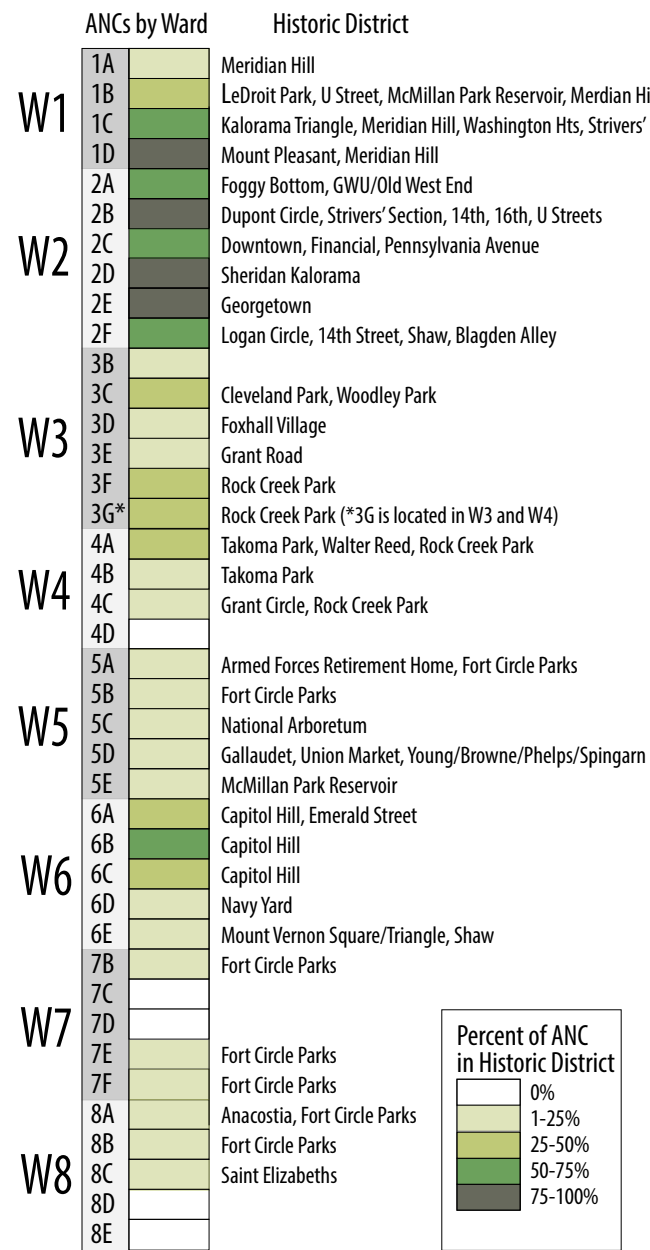 ANCs by Ward Historic District
W1
1A Meridian Hill
1B LeDroit Park, U Street, McMillan Park Reservoir, Merdian Hi
1C Kalorama Triangle, Meridian Hill, Washington Hts, Strivers'
1D Mount Pleasant, Meridian Hill
W2
2A Foggy Bottom, GWU/Old West End
2B Dupont Circle, Strivers' Section, 14th, 16th, U Streets
2C Downtown, Financial, Pennsylvania Avenue
2D Sheridan Kalorama
2E Georgetown
2F Logan Circle, 14th Street, Shaw, Blagden Alley
W3
3B
3C Cleveland Park, Woodley Park
3D Foxhall Village
3E Grant Road
3F Rock Creek Park
3G* Rock Creek Park (*3G is located in W3 and W4)
W4
4A Takoma Park, Walter Reed, Rock Creek Park
4B Takoma Park
4C Grant Circle, Rock Creek Park
4D
W5
5A Armed Forces Retirement Home, Fort Circle Parks
5B Fort Circle Parks
5C National Arboretum
5D Gallaudet, Union Market, Young/Browne/Phelps/Spingarn
5E McMillan Park Reservoir
W6
6A Capitol Hill, Emerald Street
6B Capitol Hill
6C Capitol Hill
6D Navy Yard
6E Mount Vernon Square/Triangle, Shaw
W7
7B Fort Circle Parks
7C
7D
7E Fort Circle Parks
7F Fort Circle Parks
W8
8A Anacostia, Fort Circle Parks
8B Fort Circle Parks
8C Saint Elizabeths
8D
8E
Percent of ANC
in Historic District
0%
1-25%
25-50%
50-75%
75-100%